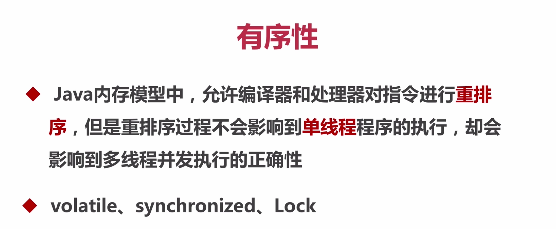 有序性
Java内存模型中，允许编译器和处理器对指令进行重排
序，但是重排序过程不会影响到单线程程序的执行，却会
影响到多线程并发执行的正确性
volatile、synchronized、Lock